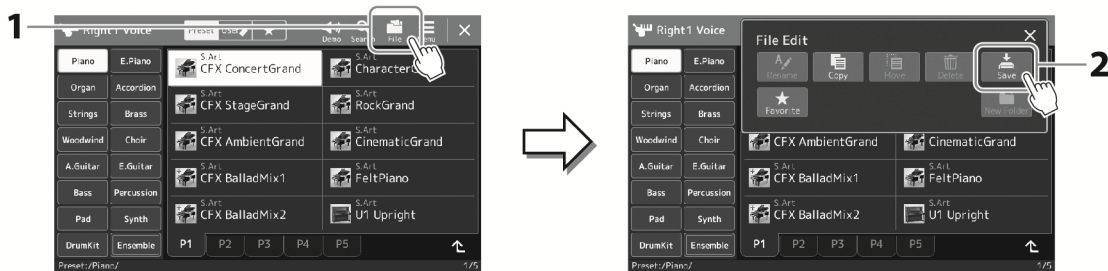 1
Right1 Voice
Preset User
Demo Search File Menu
Piano E.Piano
Organ Accordion
Strings Brass
Woodwind Choir
A.Guitar E.Guitar
Bass Percussion
Pad Synth
DrumKit Ensemble
S.Art
CFX ConcertGrand
S.Art
S.Art
CFX StageGrand
S.Art
RockGrand
S.Art
CFX AmbientGrand
S.Art
CinematicGrand
S.Art
CFX BalladMix1
S.Art
FeltPiano
S.Art
CFX BalladMix2
S.Art
U1 Upright
P1 P2 P3 P4 P5
Preset:/Piano/ 1/5
Right1 Voice
File Edit
Rename Copy Move Delete Save
Favorite New Folder
2
Piano E.Piano
Organ Accordion
Strings Brass
Woodwind Choir
A.Guitar E.Guitar
Bass Percussion
Pad Synth
DrumKit Ensemble
CFX AmbientGrand
CinematicGrand
S.Art
CFX BalladMix1
S.Art
FeltPiano
S.Art
CFX BalladMix2
S.Art
U1 Upright
P1 P2 P3 P4 P5
Preset:/Piano/ 1/5